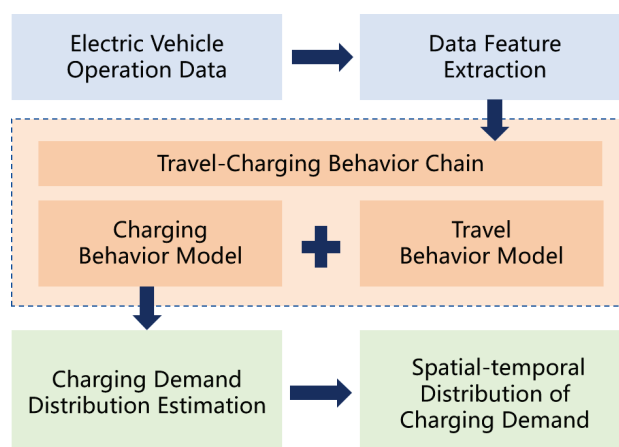 Electric Vehicle
Operation Data
Data Feature
Extraction
Travel-Charging Behavior Chain
Charging
Behavior Model
Travel
Behavior Model
Charging Demand
Distribution Estimation
Spatial-temporal
Distribution of
Charging Demand